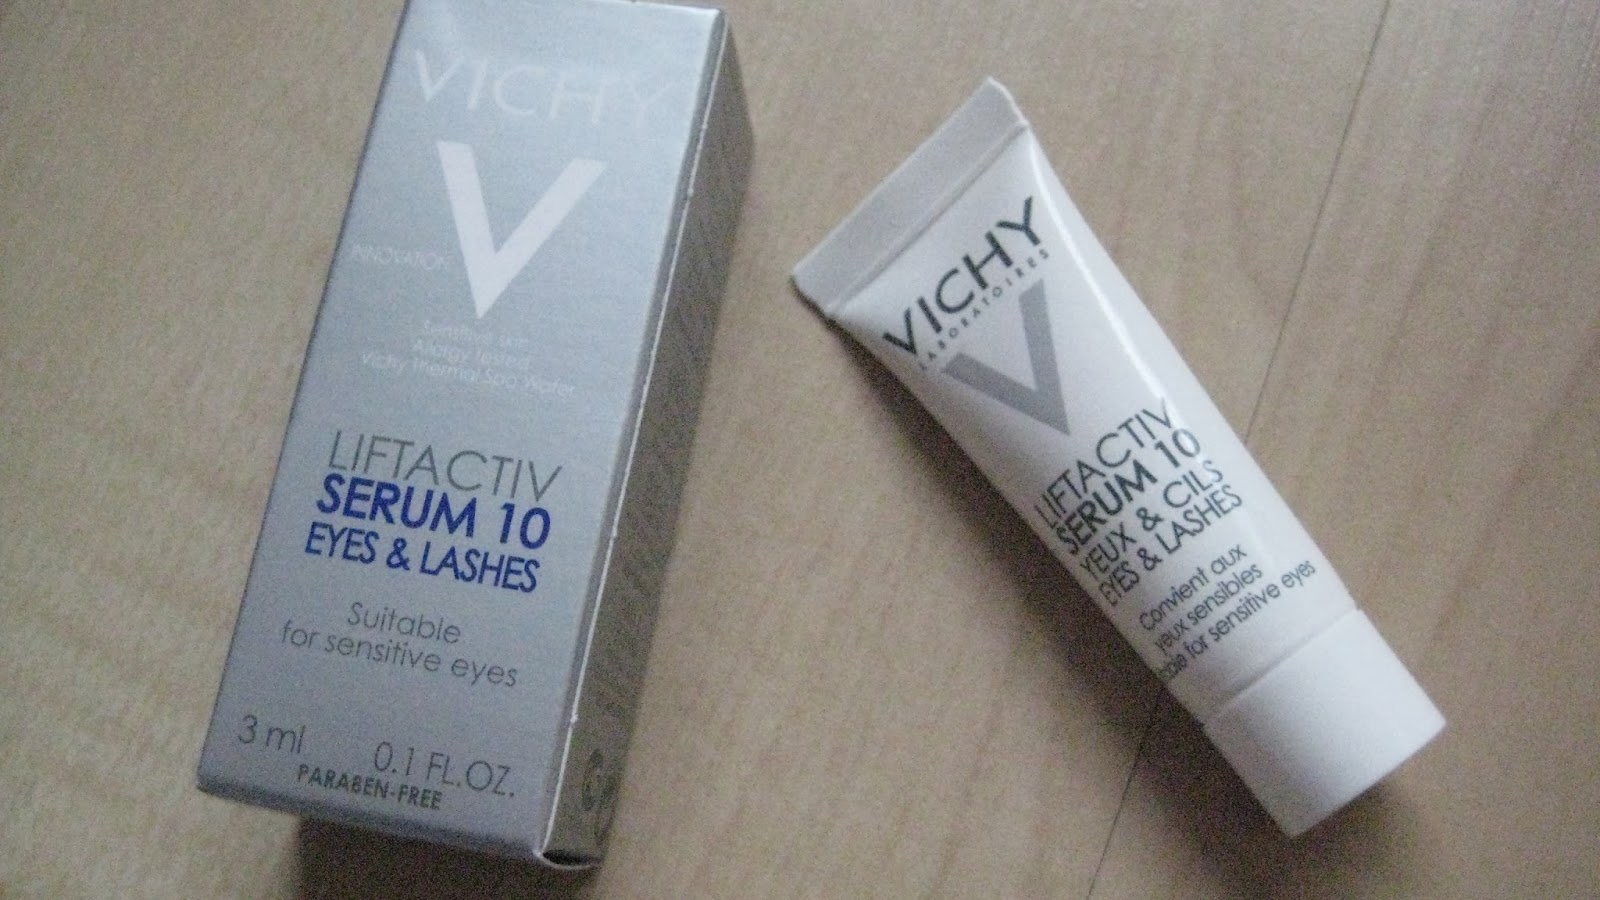 VICHY
V
INNOVATION
Sensitive skin
Allergy tested
Vichy Thermal Spa Water
LIFTACTIV
SERUM 10
EYES & LASHES
Suitable
for sensitive eyes
3 ml 0.1 FL.OZ.
PARABEN-FREE
VICHY
LABORATOIRES
V
LIFTACTIV
SERUM 10
YEUX & CILS
EYES & LASHES
Convient aux
yeux sensibles
for sensitive eyes